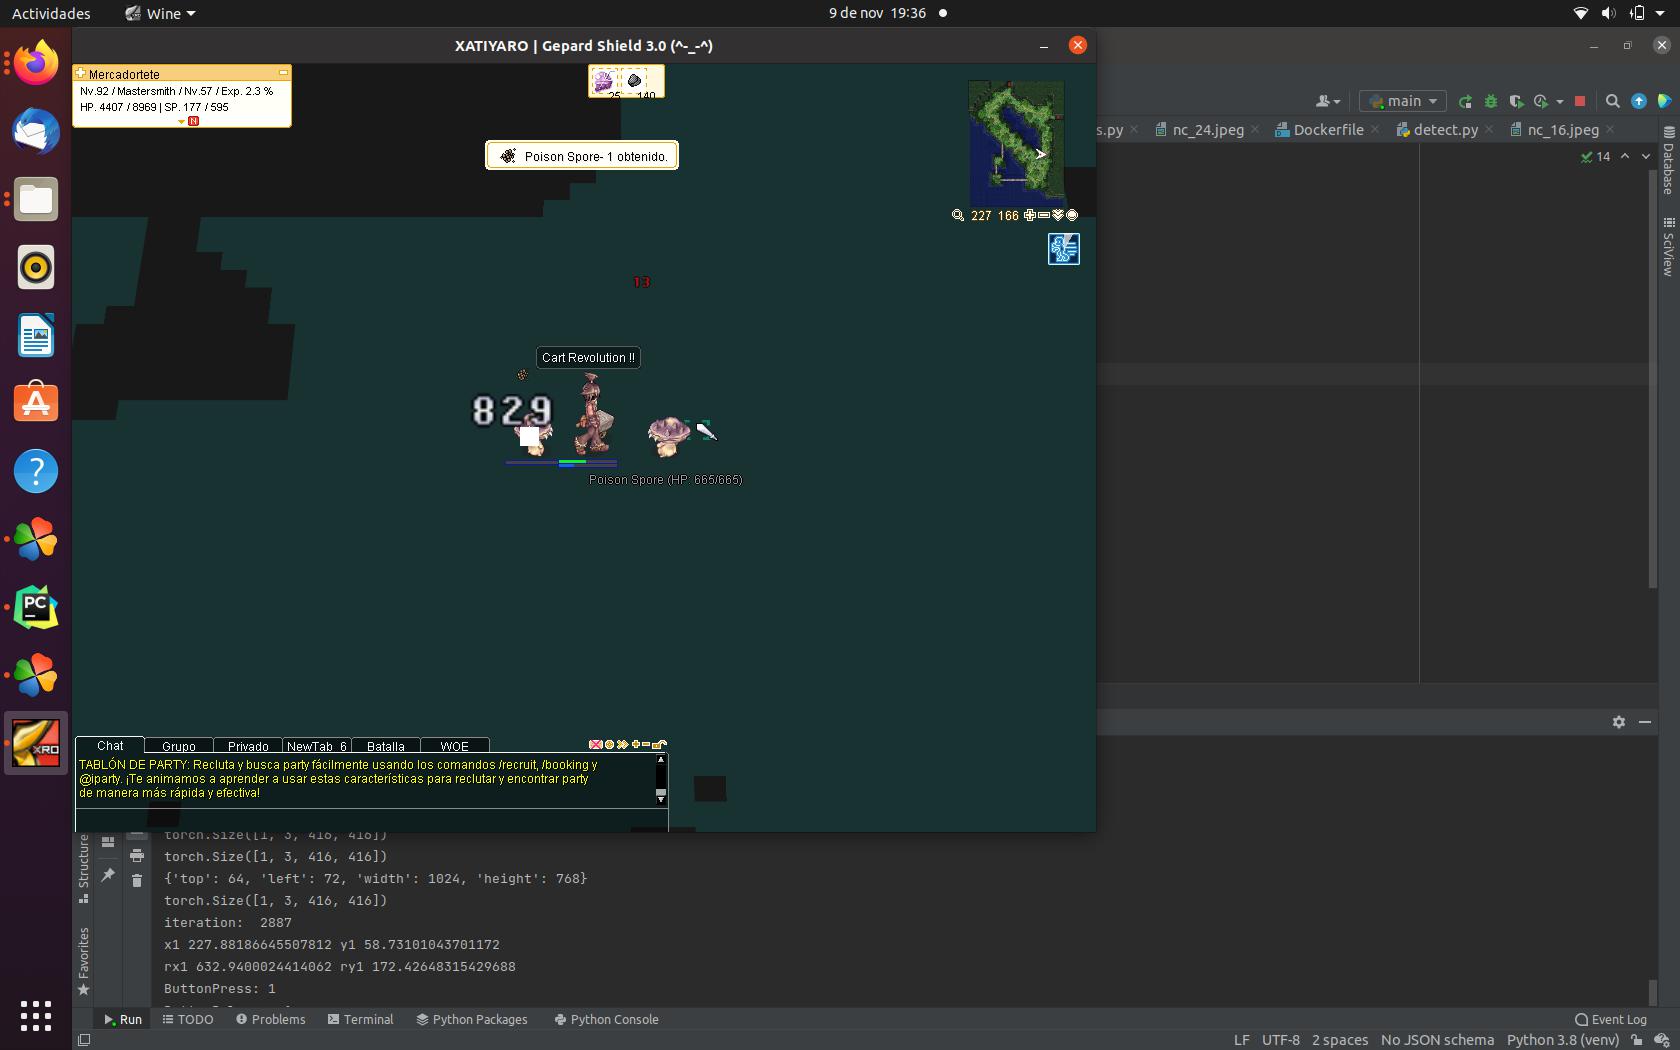 Actividades
Wine
9 de nov 19:36
XATIYARO | Gepard Shield 3.0 (^-_-^)
Mercadortete
Nv.92 / Mastersmith / Nv.57 / Exp. 2.3 %
HP. 4407 / 8969 | SP. 177 / 595
N
25
140
Poison Spore- 1 obtenido.
227 166
13
Cart Revolution !!
829
Poison Spore (HP: 665/665)
main
s.py
nc_24.jpeg
Dockerfile
detect.py
nc_16.jpeg
14
Database
SciView
PC
XRO
Chat
Grupo
Privado
NewTab_6
Batalla
WOE
TABLÓN DE PARTY: Recluta y busca party fácilmente usando los comandos /recruit, /booking y
@iparty. ¡Te animamos a aprender a usar estas características para reclutar y encontrar party
de manera más rápida y efectiva!
Structure
Favorites
torch.Size([1, 3, 416, 416])
torch.Size([1, 3, 416, 416])
{'top': 64, 'left': 72, 'width': 1024, 'height': 768}
torch.Size([1, 3, 416, 416])
iteration:  2887
x1 227.88186645507812 y1 58.73101043701172
rx1 632.9400024414062 ry1 172.42648315429688
ButtonPress: 1
Run
TODO
Problems
Terminal
Python Packages
Python Console
Event Log
LF
UTF-8
2 spaces
No JSON schema
Python 3.8 (venv)